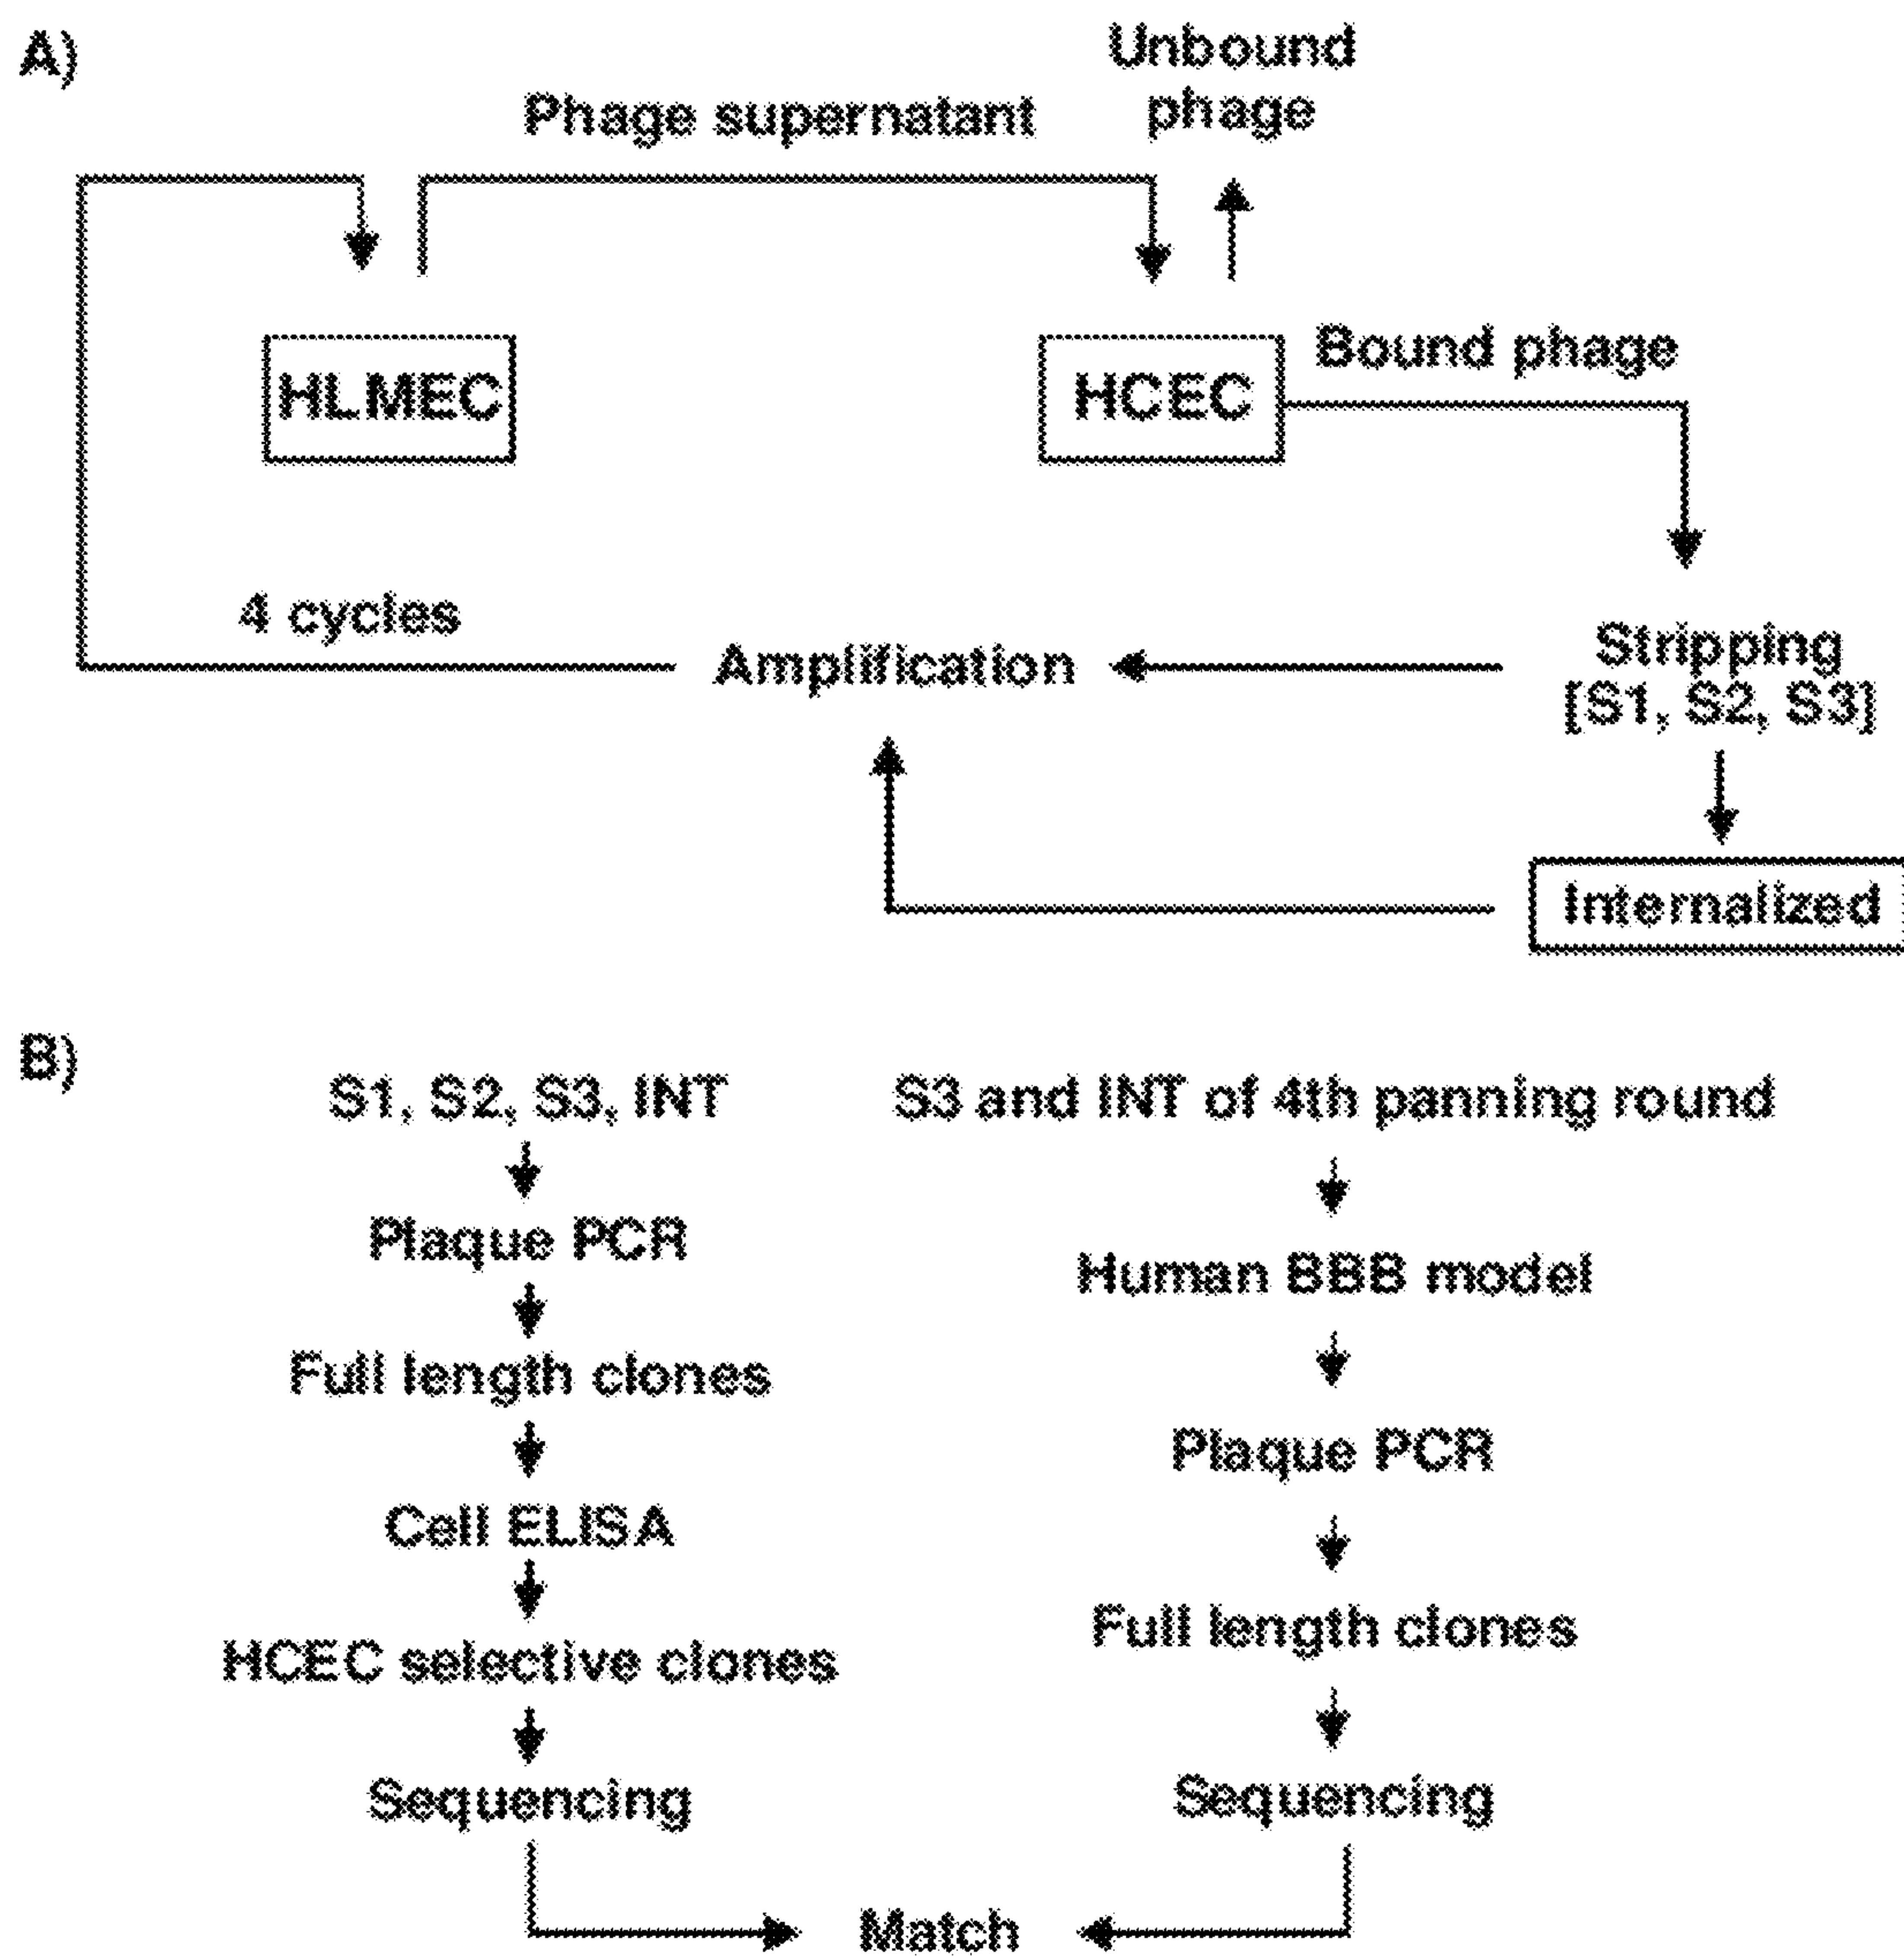 A)
Unbound
phage
Phage supernatant
HLMEC
HCEC
Bound phage
4 cycles
Amplification
Stripping
[S1, S2, S3]
Internalized
B)
S1, S2, S3, INT
S3 and INT of 4th panning round
Plaque PCR
Human BBB model
Full length clones
Plaque PCR
Cell ELISA
Full length clones
HCEC selective clones
Sequencing
Sequencing
Match